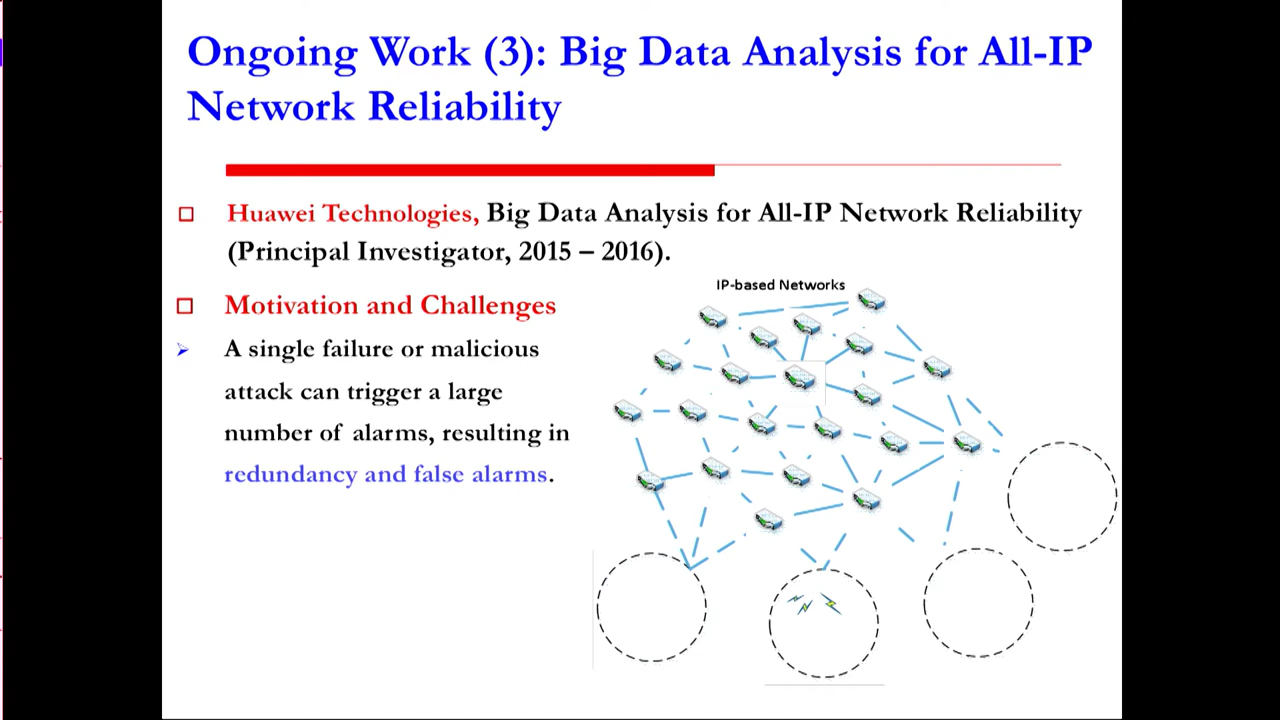 Ongoing Work (3): Big Data Analysis for All-IP
Network Reliability
Huawei Technologies, Big Data Analysis for All-IP Network Reliability
(Principal Investigator, 2015 – 2016).
IP-based Networks
Motivation and Challenges
A single failure or malicious
attack can trigger a large
number of alarms, resulting in
redundancy and false alarms.